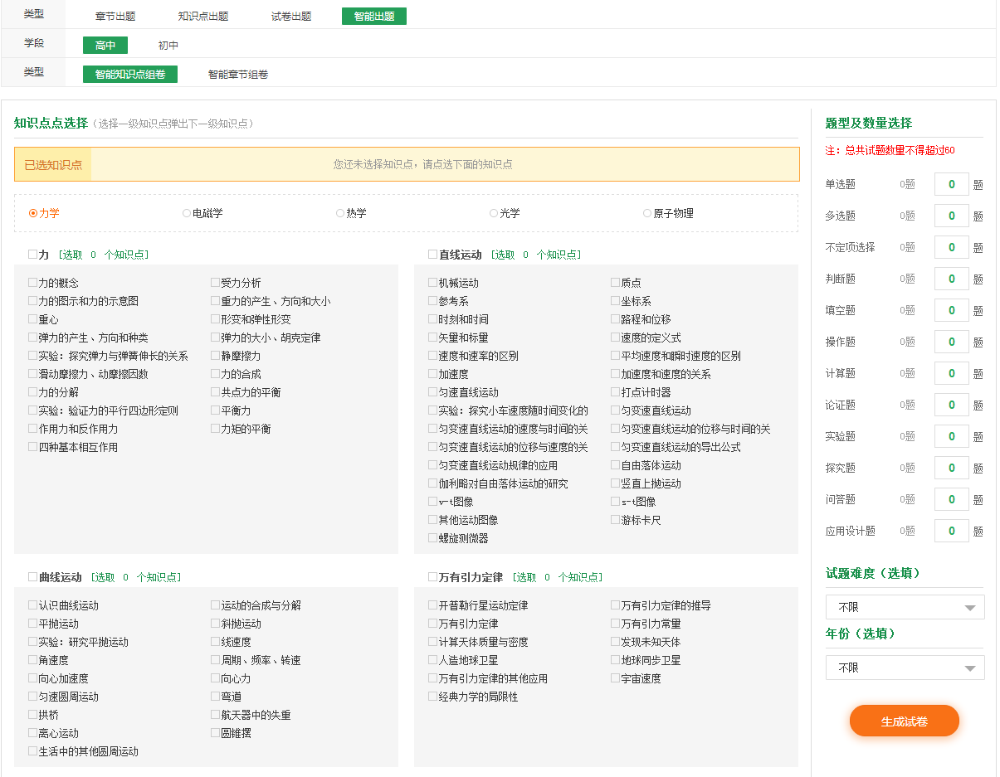 类型 章节出题 知识点出题 试卷出题 智能出题
学段 高中 初中
类型 智能知识点组卷 智能章节组卷
知识点点选择（选择一级知识点弹出下一级知识点）
已选知识点 您还未选择知识点，请点选下面的知识点
力学 电磁学 热学 光学 原子物理
力 [选取 0 个知识点]
力的概念 受力分析
力的图示和力的示意图 重力的产生、方向和大小
重心 形变和弹性形变
弹力的产生、方向和种类 弹力的大小、胡克定律
实验：探究弹力与弹簧伸长的关系 静摩擦力
滑动摩擦力、动摩擦因数 力的合成
力的分解 共点力的平衡
实验：验证力的平行四边形定则 平衡力
作用力和反作用力 力矩的平衡
四种基本相互作用
直线运动 [选取 0 个知识点]
机械运动 质点
参考系 坐标系
时刻和时间 路程和位移
矢量和标量 速度的定义式
速度和速率的区别 平均速度和瞬时速度的区别
加速度 加速度和速度的关系
匀速直线运动 打点计时器
实验：探究小车速度随时间变化的 匀变速直线运动
匀变速直线运动的速度与时间的关 匀变速直线运动的位移与时间的关
匀变速直线运动的位移与速度的关 匀变速直线运动的导出公式
匀变速直线运动规律的应用 自由落体运动
伽利略对自由落体运动的研究 竖直上抛运动
v-t图像 s-t图像
其他运动图像 游标卡尺
螺旋测微器
曲线运动 [选取 0 个知识点]
认识曲线运动 运动的合成与分解
平抛运动 斜抛运动
实验：研究平抛运动 线速度
角速度 周期、频率、转速
向心加速度 向心力
匀速圆周运动 弯道
拱桥 航天器中的失重
离心运动 圆锥摆
生活中的其他圆周运动
万有引力定律 [选取 0 个知识点]
开普勒行星运动定律 万有引力定律的推导
万有引力定律 万有引力常量
计算天体质量与密度 发现未知天体
人造地球卫星 地球同步卫星
万有引力定律的其他应用 宇宙速度
经典力学的局限性
题型及数量选择
注：总共试题数量不得超过60
单选题 0题 0 题
多选题 0题 0 题
不定项选择 0题 0 题
判断题 0题 0 题
填空题 0题 0 题
操作题 0题 0 题
计算题 0题 0 题
论证题 0题 0 题
实验题 0题 0 题
探究题 0题 0 题
问答题 0题 0 题
应用设计题 0题 0 题
试题难度（选填）
不限
年份（选填）
不限
生成试卷